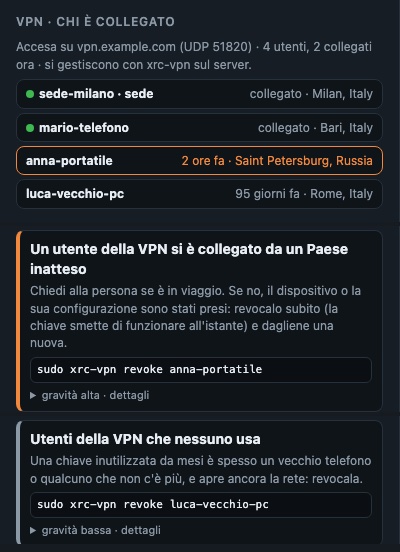 VPN · CHI È COLLEGATO
Accesa su vpn.example.com (UDP 51820) · 4 utenti, 2 collegati
ora · si gestiscono con xrc-vpn sul server.
sede-milano · sede collegato · Milan, Italy
mario-telefono collegato · Bari, Italy
anna-portatile 2 ore fa · Saint Petersburg, Russia
luca-vecchio-pc 95 giorni fa · Rome, Italy
Un utente della VPN si è collegato da un Paese
inatteso
Chiedi alla persona se è in viaggio. Se no, il dispositivo o la
sua configurazione sono stati presi: revocalo subito (la
chiave smette di funzionare all'istante) e dagliene una
nuova.
sudo xrc-vpn revoke anna-portatile
▶ gravità alta · dettagli
Utenti della VPN che nessuno usa
Una chiave inutilizzata da mesi è spesso un vecchio telefono
o qualcuno che non c'è più, e apre ancora la rete: revocala.
sudo xrc-vpn revoke luca-vecchio-pc
▶ gravità bassa · dettagli